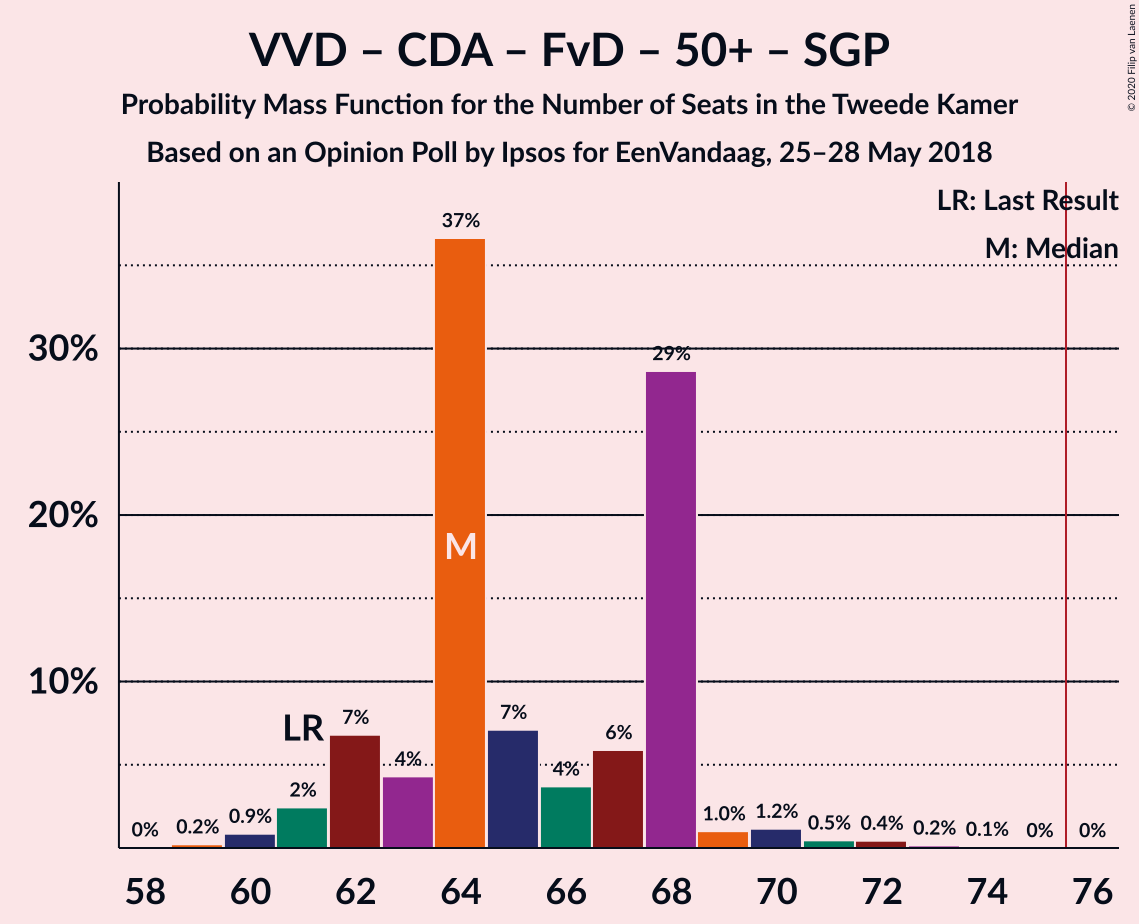 VVD – CDA – FvD – 50+ – SGP
Probability Mass Function for the Number of Seats in the Tweede Kamer
Based on an Opinion Poll by Ipsos for EenVandaag, 25–28 May 2018
© 2020 Filip van Laenen
LR: Last Result
M: Median
37%
30%
29%
20%
M
10%
LR
7%
7%
6%
4%
4%
2%
0%
0.2%
0.9%
1.0%
1.2%
0.5%
0.4%
0.2%
0.1%
0%
0%
58 60 62 64 66 68 70 72 74 76